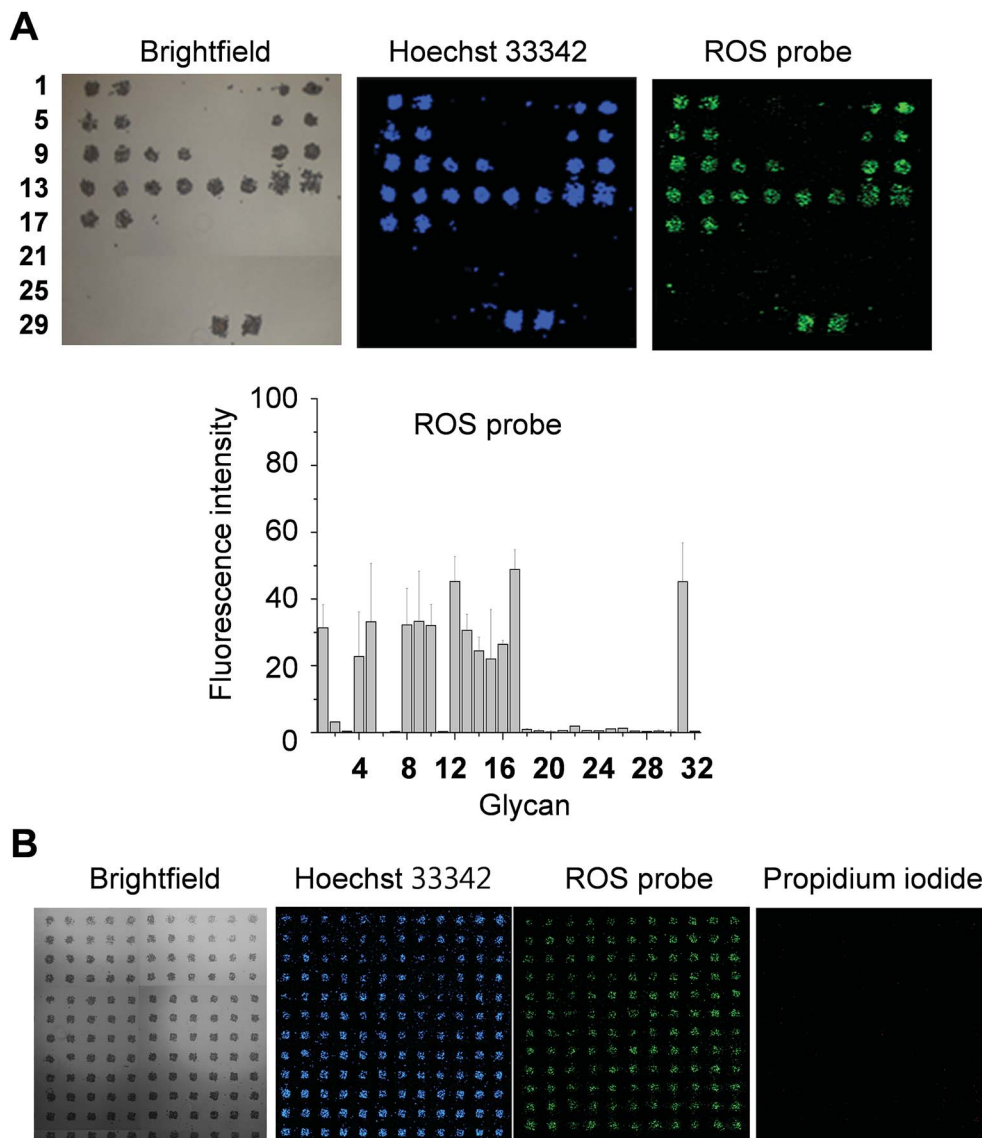 A
Brightfield Hoechst 33342 ROS probe
1
5
9
13
17
21
25
29
100
80
60
40
20
0
Fluorescence intensity
ROS probe
4 8 12 16 20 24 28 32
Glycan
B
Brightfield Hoechst 33342 ROS probe Propidium iodide